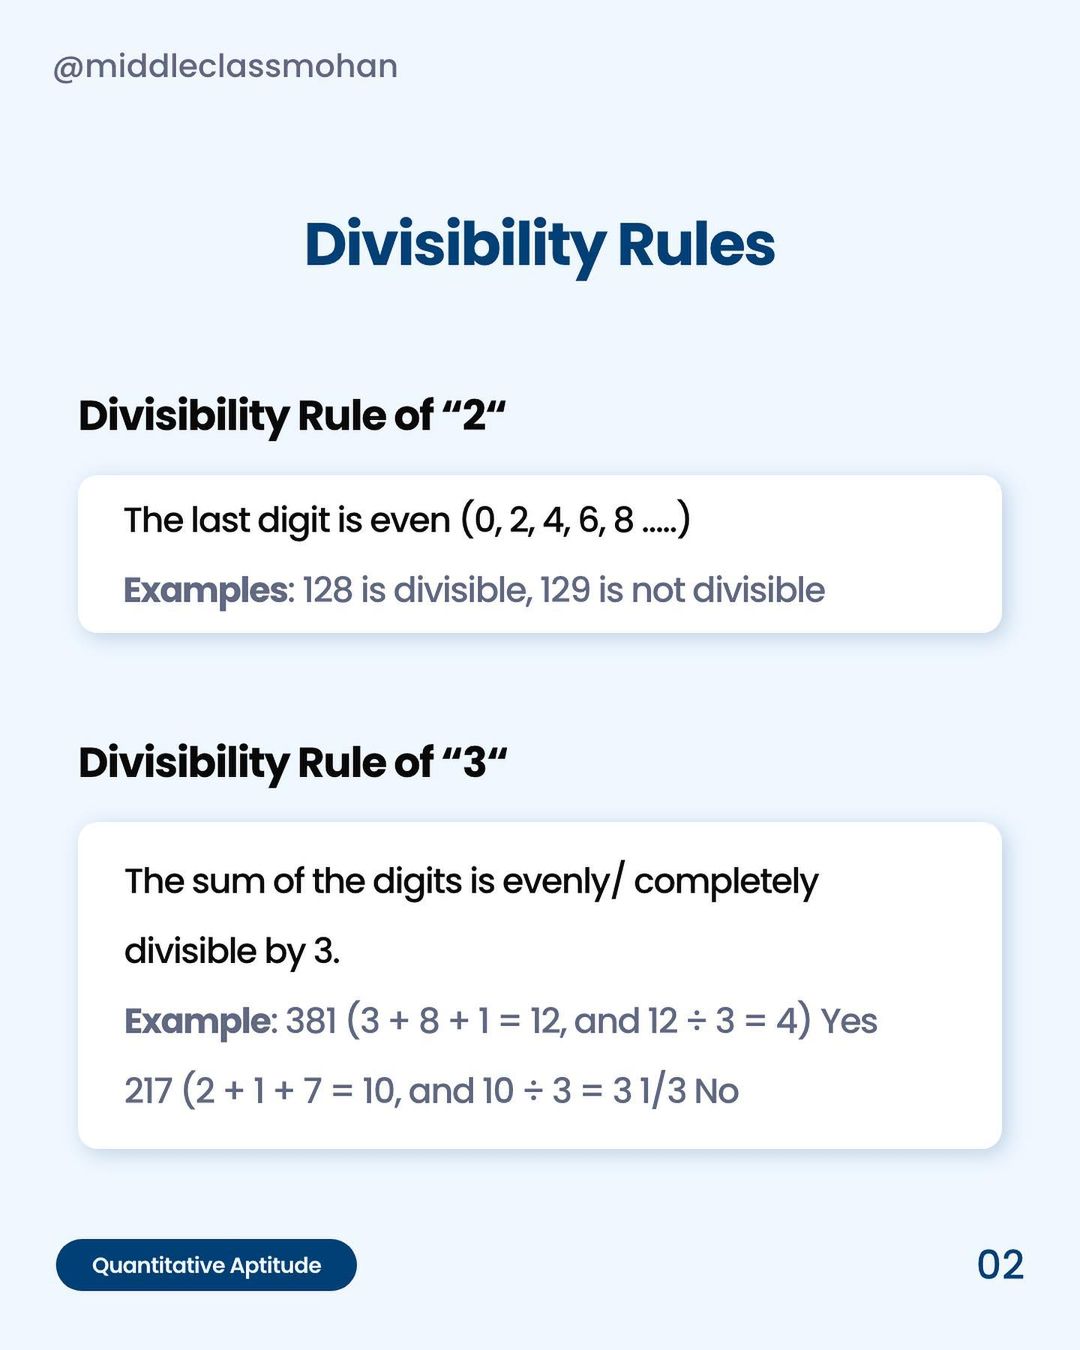 @middleclassmohan
Divisibility Rules
Divisibility Rule of “2“
The last digit is even (0, 2, 4, 6, 8 .....)
Examples: 128 is divisible, 129 is not divisible
Divisibility Rule of “3“
The sum of the digits is evenly/ completely
divisible by 3.
Example: 381 (3 + 8 + 1 = 12, and 12 ÷ 3 = 4) Yes
217 (2 + 1 + 7 = 10, and 10 ÷ 3 = 3 1/3 No
Quantitative Aptitude
02